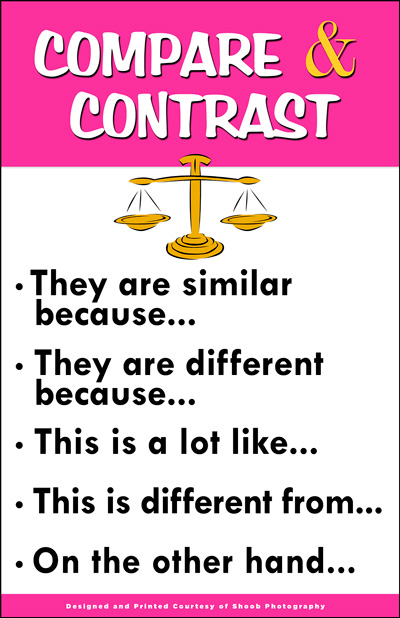 COMPARE &
CONTRAST
• They are similar
because...
• They are different
because...
• This is a lot like...
• This is different from...
• On the other hand...
Designed and Printed Courtesy of Shoob Photography